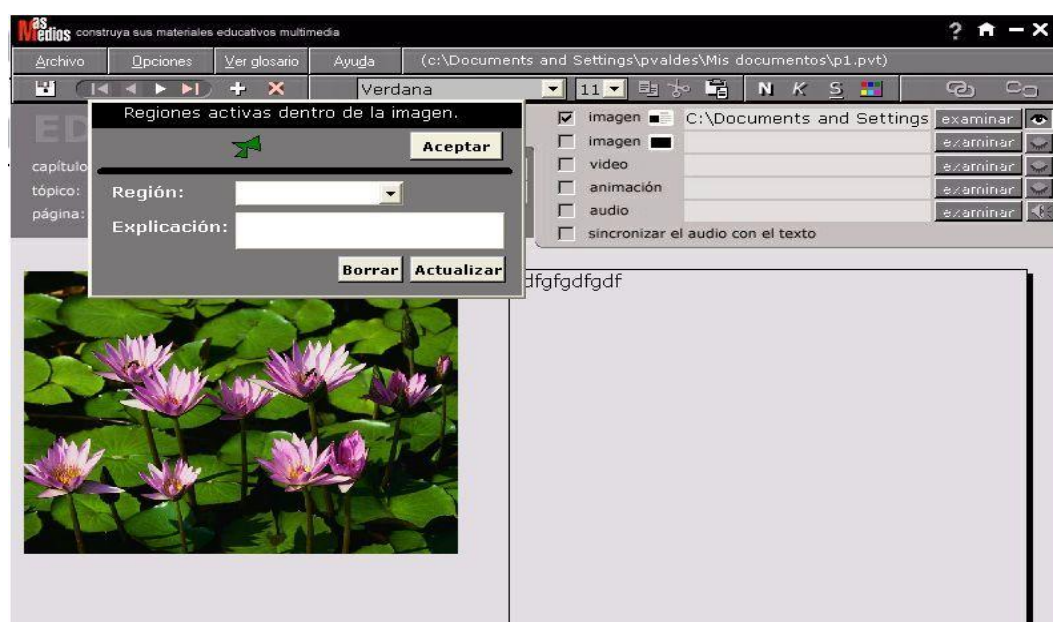 Mas Medios construya sus materiales educativos multimedia
Archivo Opciones Ver glosario Ayuda (c:\Documents and Settings\pvaldes\Mis documentos\p1.pvt)
Verdana 11 N K S
Regiones activas dentro de la imagen.
Aceptar
Región:
Explicación:
Borrar Actualizar
ED
capítulo
tópico:
página:
imagen C:\Documents and Settings examinar
imagen examinar
video examinar
animación examinar
audio examinar
sincronizar el audio con el texto
dfgfgdfgdf